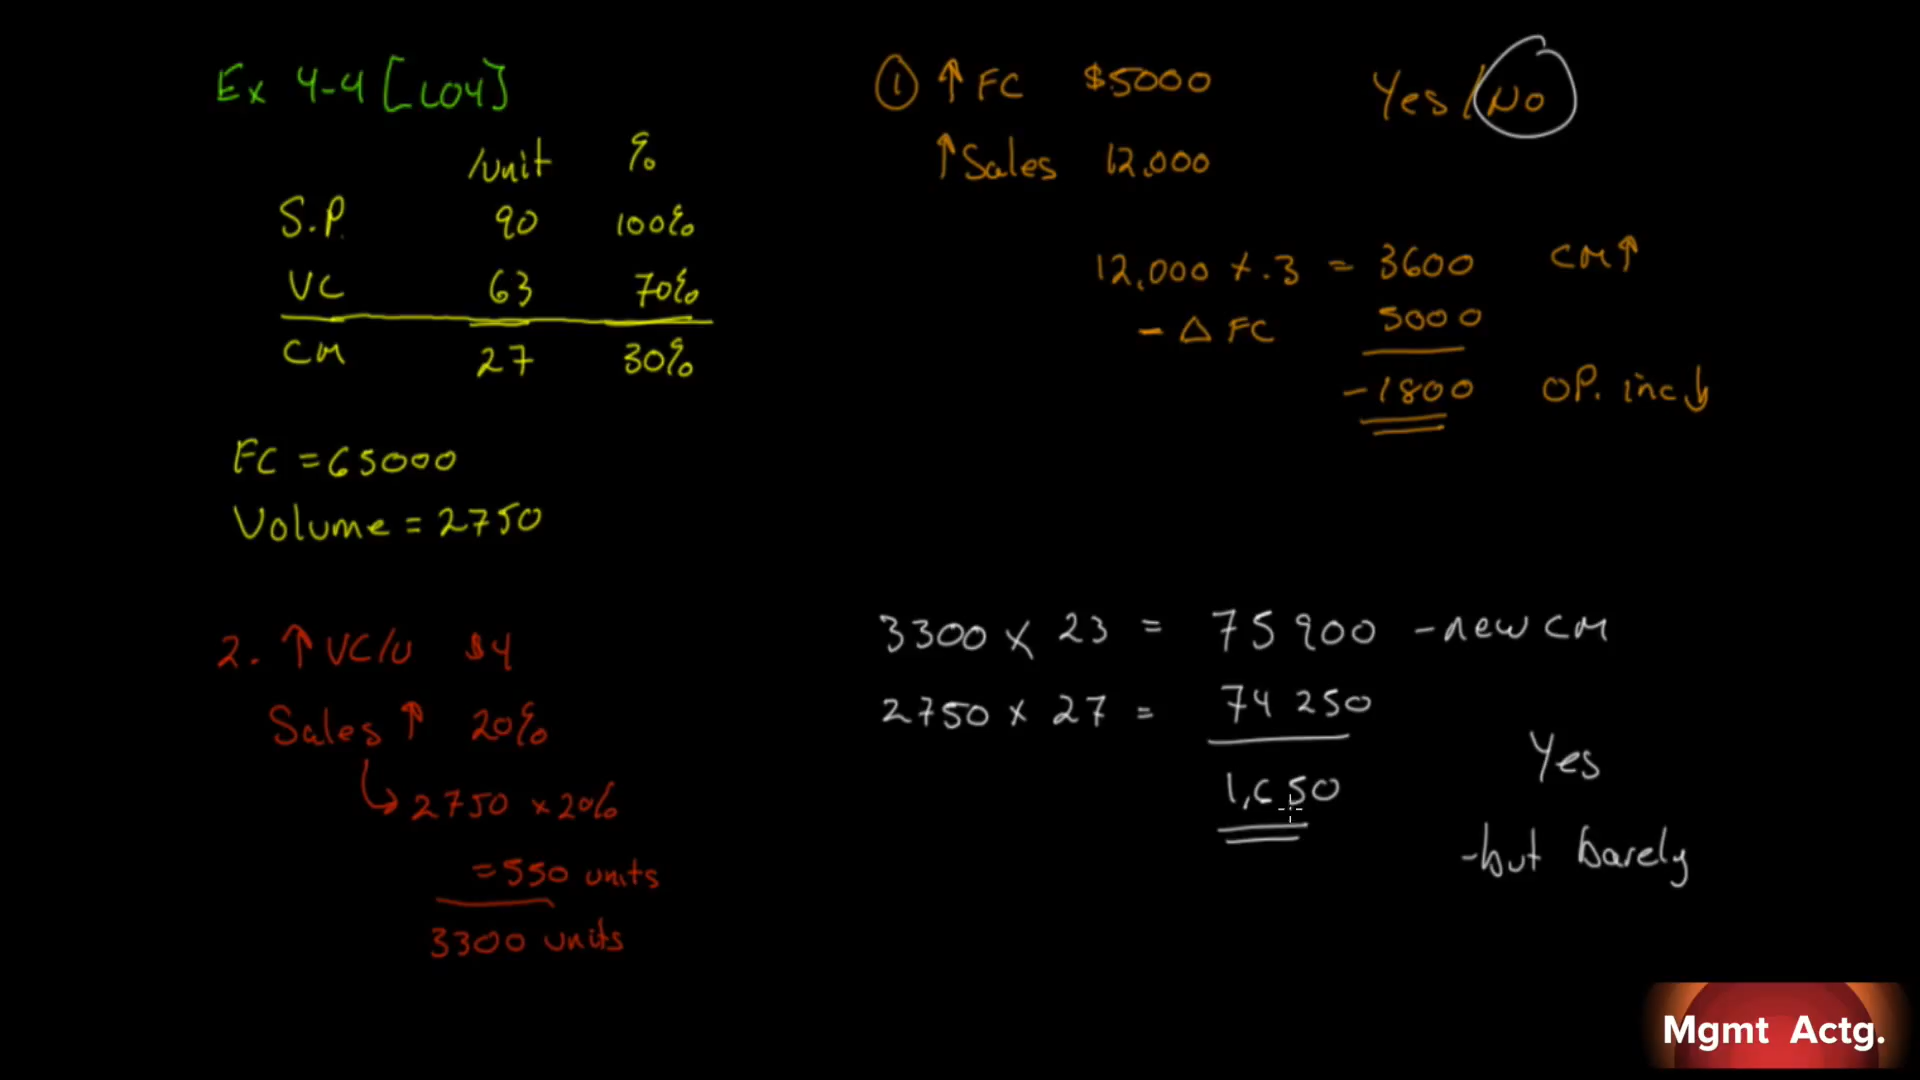 Ex 4-4 [LO4]
/unit %
S.P. 90 100%
VC 63 70%
CM 27 30%
FC = 65000
Volume = 2750
2. ↑ VC/U $4
Sales ↑ 20%
2750 x 20%
= 550 units
3300 units
① ↑ FC $5000 Yes / No
↑ Sales 12,000
12,000 x .3 = 3600 CM ↑
- △ FC 5000
-1800 OP. inc ↓
3300 x 23 = 75 900 - new CM
2750 x 27 = 74 250
1,650
Yes
- but barely
Mgmt Actg.